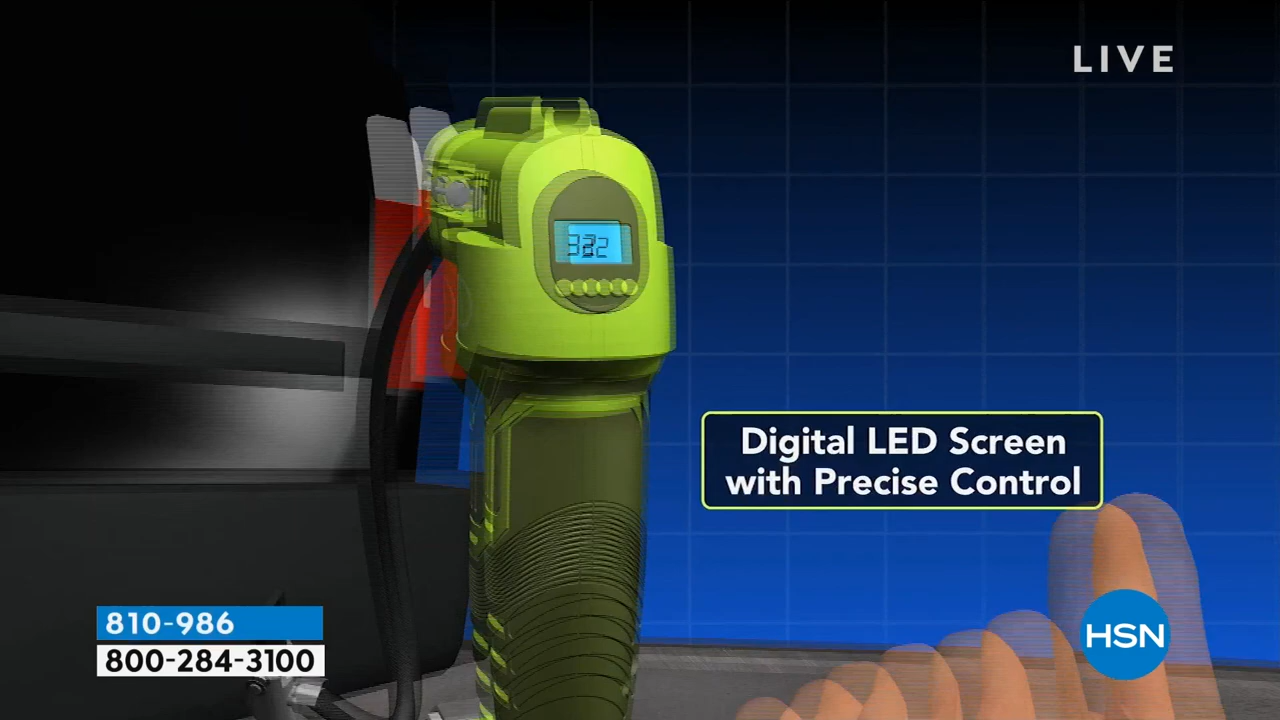 LIVE
Digital LED Screen
with Precise Control
810-986
800-284-3100
HSN